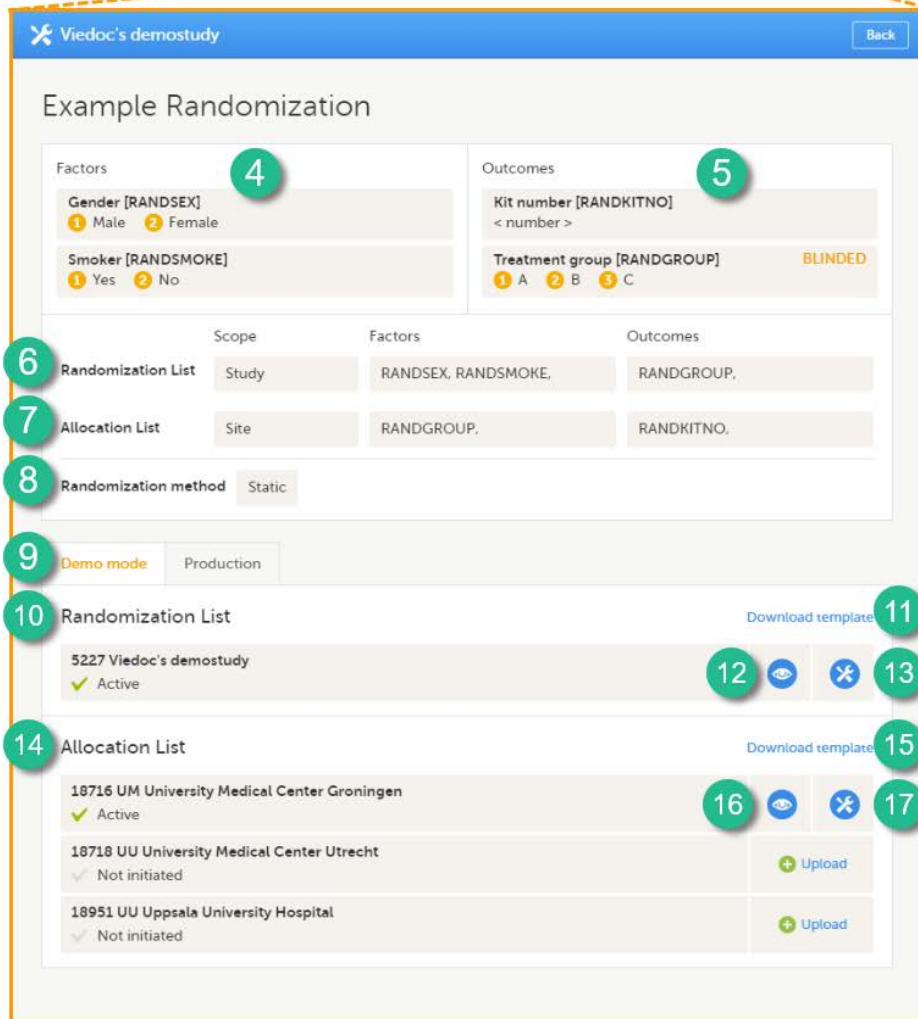 Viedoc's demostudy Back
Example Randomization
Factors 4 Outcomes 5
Gender [RANDSEX] Kit number [RANDKITNO]
1 Male 2 Female < number >
Smoker [RANDSMOKE] Treatment group [RANDGROUP] BLINDED
1 Yes 2 No 1 A 2 B 3 C
Scope Factors Outcomes
6 Randomization List Study RANDSEX, RANDSMOKE, RANDGROUP,
7 Allocation List Site RANDGROUP, RANDKITNO,
8 Randomization method Static
9 Demo mode Production
10 Randomization List Download template 11
5227 Viedoc's demostudy
Active 12 13
14 Allocation List Download template 15
18716 UM University Medical Center Groningen
Active 16 17
18718 UU University Medical Center Utrecht
Not initiated Upload
18951 UU Uppsala University Hospital
Not initiated Upload